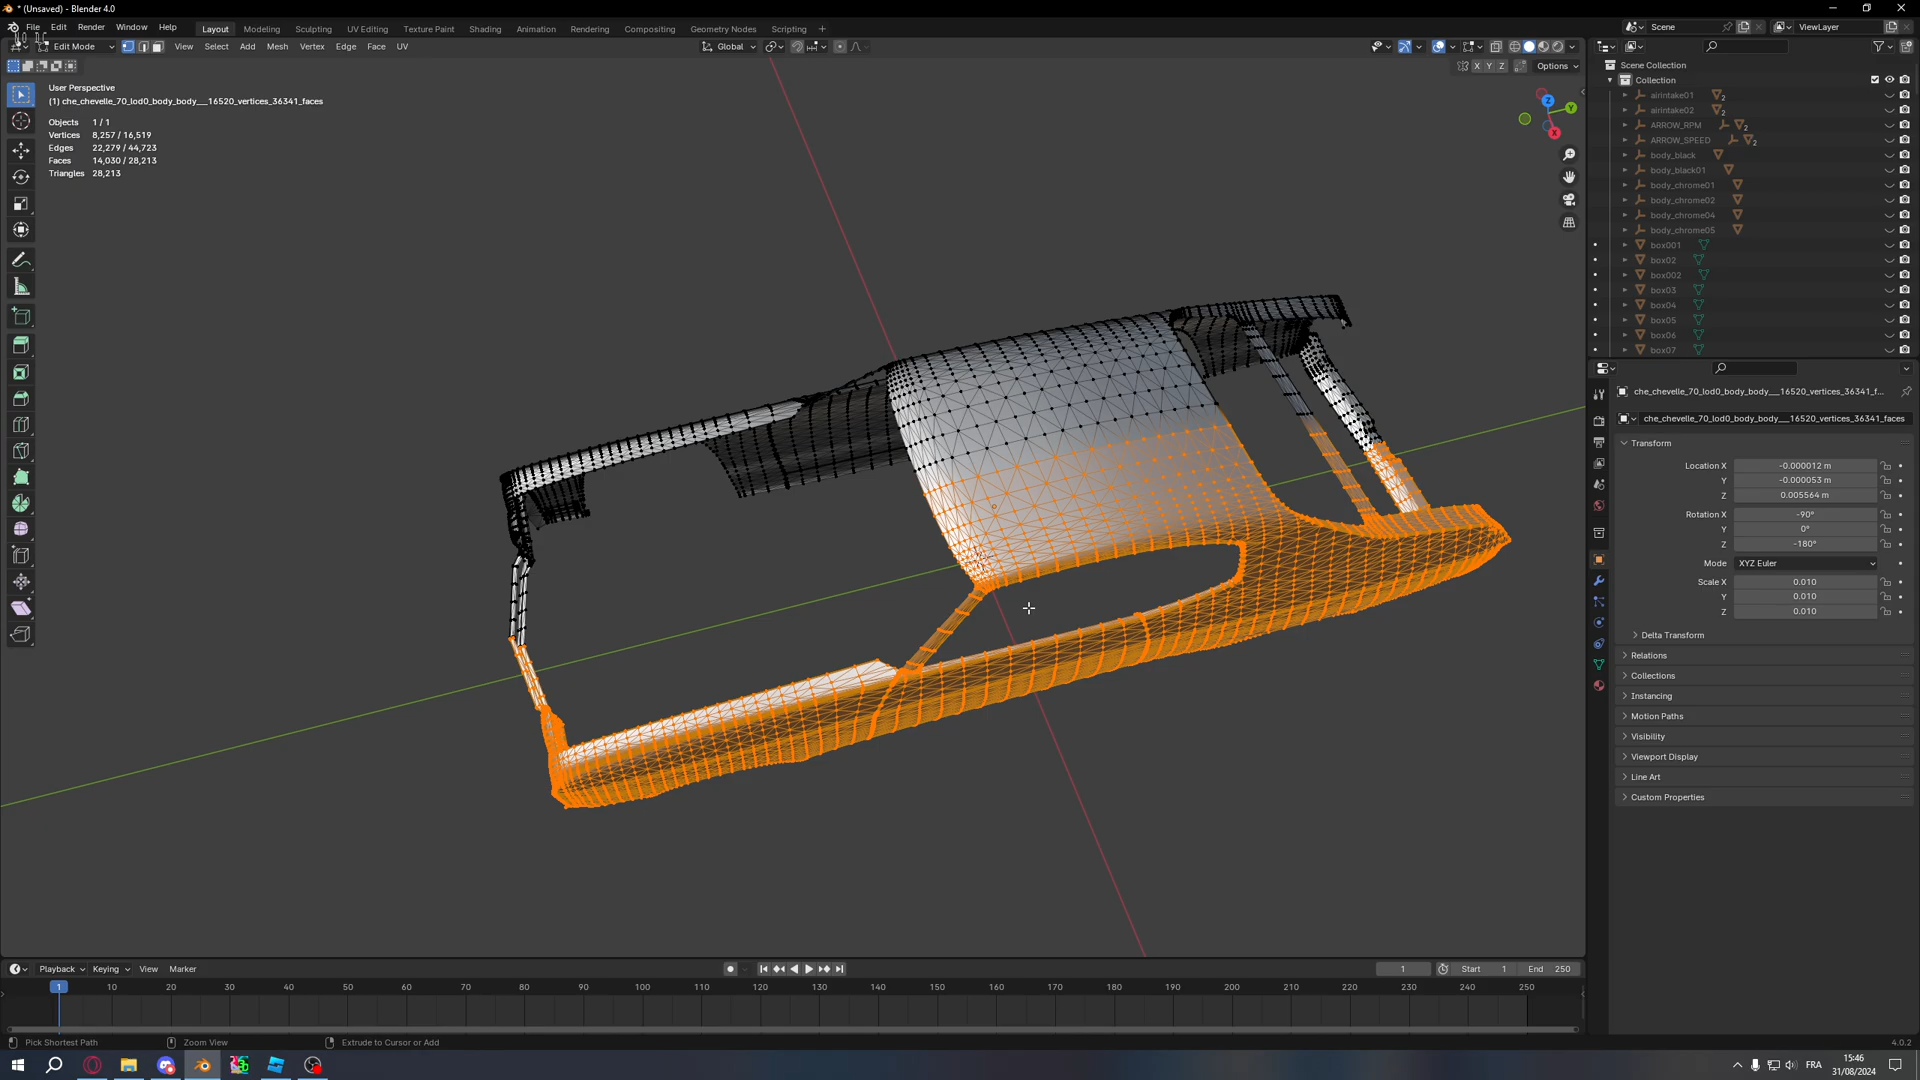 * (Unsaved) - Blender 4.0
File Edit Render Window Help
Layout Modeling Sculpting UV Editing Texture Paint Shading Animation Rendering Compositing Geometry Nodes Scripting +
Scene ViewLayer
Edit Mode View Select Add Mesh Vertex Edge Face UV
Global
X Y Z Options
User Perspective
(1) che_chevelle_70_lod0_body_body___16520_vertices_36341_faces
Objects 1 / 1
Vertices 8,257 / 16,519
Edges 22,279 / 44,723
Faces 14,030 / 28,213
Triangles 28,213
Z
Y
X
Scene Collection
Collection
airintake01 2
airintake02 2
ARROW_RPM 2
ARROW_SPEED 2
body_black
body_black01
body_chrome01
body_chrome02
body_chrome04
body_chrome05
box001
box02
box002
box03
box04
box05
box06
box07
che_chevelle_70_lod0_body_body___16520_vertices_36341_f...
che_chevelle_70_lod0_body_body___16520_vertices_36341_faces
Transform
Location X -0.000012 m
Y -0.000053 m
Z 0.005564 m
Rotation X -90°
Y 0°
Z -180°
Mode XYZ Euler
Scale X 0.010
Y 0.010
Z 0.010
Delta Transform
Relations
Collections
Instancing
Motion Paths
Visibility
Viewport Display
Line Art
Custom Properties
Playback Keying View Marker
1 Start 1 End 250
1 10 20 30 40 50 60 70 80 90 100 110 120 130 140 150 160 170 180 190 200 210 220 230 240 250
Pick Shortest Path Zoom View Extrude to Cursor or Add
4.0.2
FRA
15:46
31/08/2024